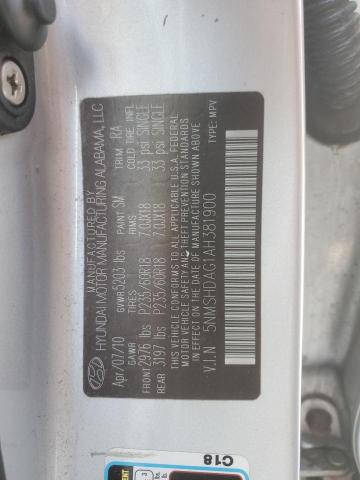 MANUFACTURED BY
HYUNDAI MOTOR MANUFACTURING ALABAMA, LLC
Apr/07/10 GVWR 5203 lbs PAINT SM TRIM RA
GAWR TIRES RIMS COLD TIRE INFL
FRONT 2976 lbs P235/60R18 7.0JX18 33 psi SINGLE
REAR 3197 lbs P235/60R18 7.0JX18 33 psi SINGLE
THIS VEHICLE CONFORMS TO ALL APPLICABLE U.S.A. FEDERAL
MOTOR VEHICLE SAFETY AND THEFT PREVENTION STANDARDS
IN EFFECT ON THE DATE OF MANUFACTURE SHOWN ABOVE
V.I.N 5NMSHDAG1AH381900 TYPE: MPV
C18